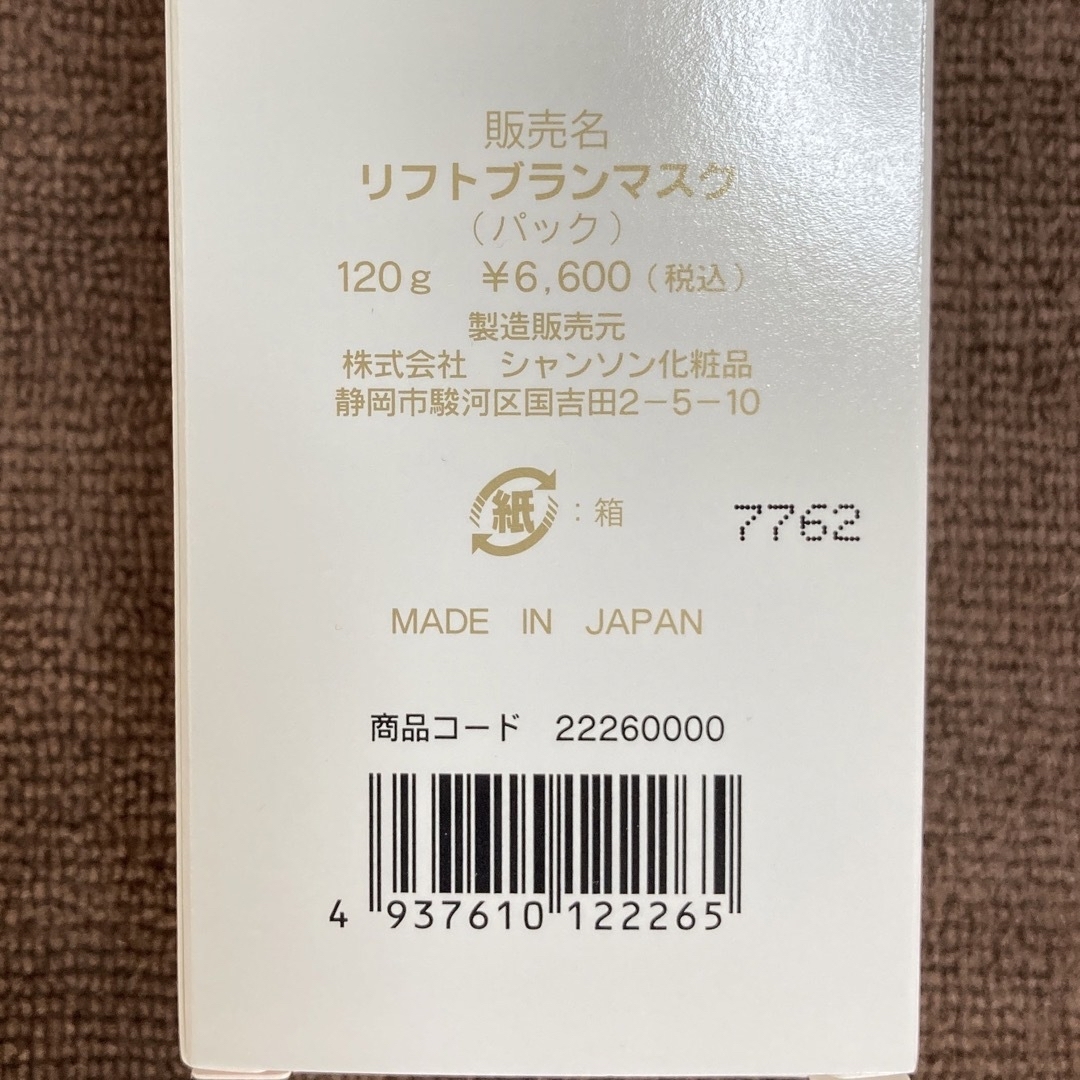 販売名
リフトブランマスク
（パック）
120g ￥6,600（税込）
製造販売元
株式会社 シャンソン化粧品
静岡市駿河区国吉田2−5−10
紙：箱 7762
MADE IN JAPAN
商品コード 22260000
4 937610 122265